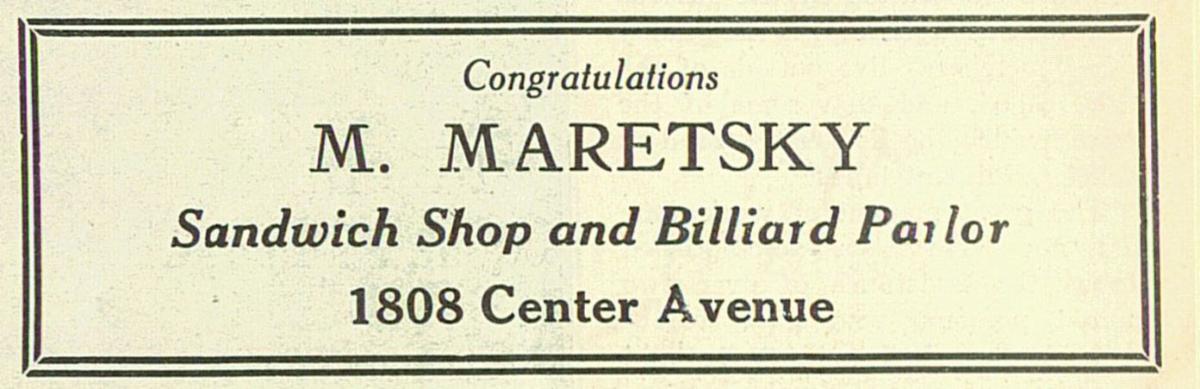 Congratulations
M. MARETSKY
Sandwich Shop and Billiard Parlor
1808 Center Avenue